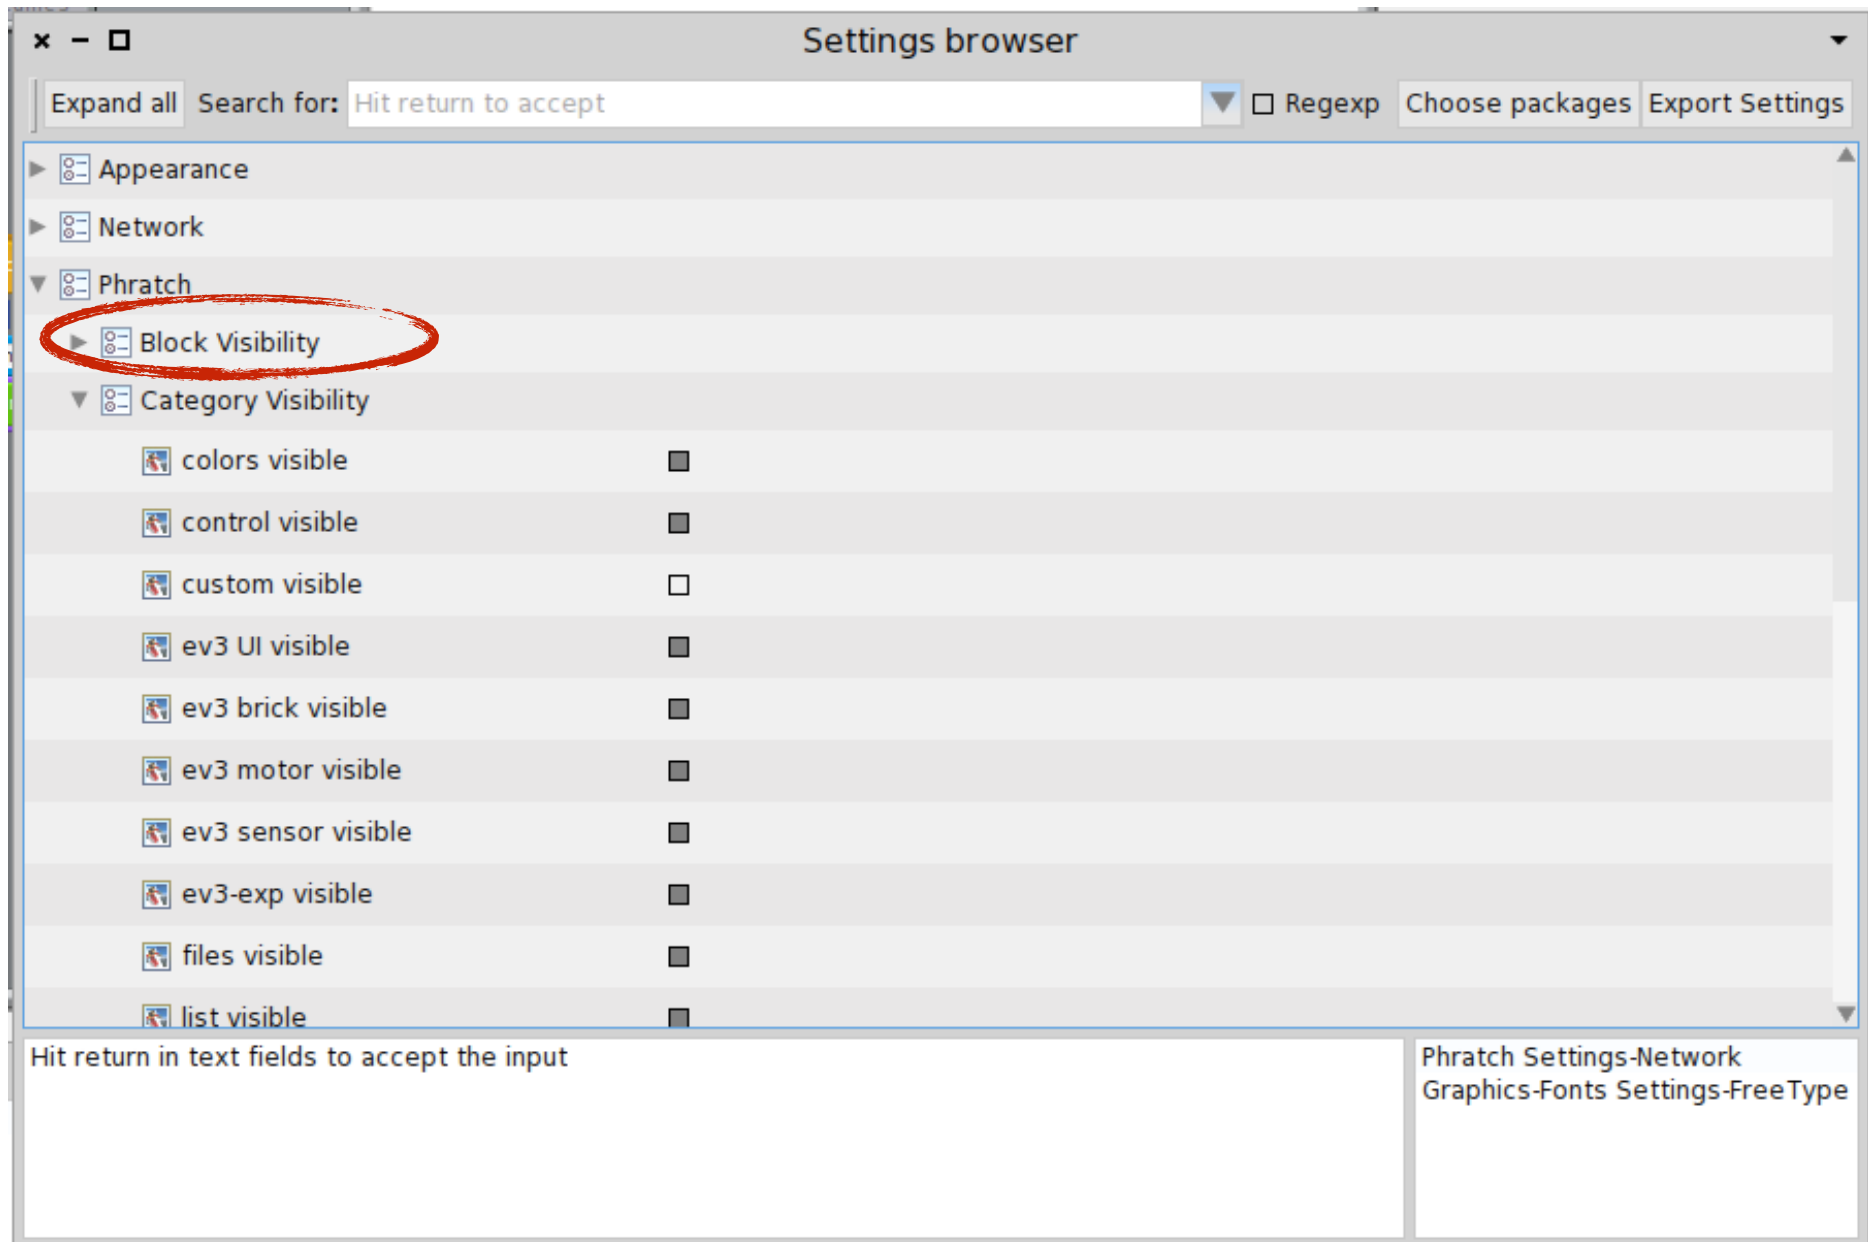 Settings browser
Expand all Search for: Hit return to accept Regexp Choose packages Export Settings
Appearance
Network
Phratch
Block Visibility
Category Visibility
colors visible
control visible
custom visible
ev3 UI visible
ev3 brick visible
ev3 motor visible
ev3 sensor visible
ev3-exp visible
files visible
list visible
Hit return in text fields to accept the input
Phratch Settings-Network
Graphics-Fonts Settings-FreeType